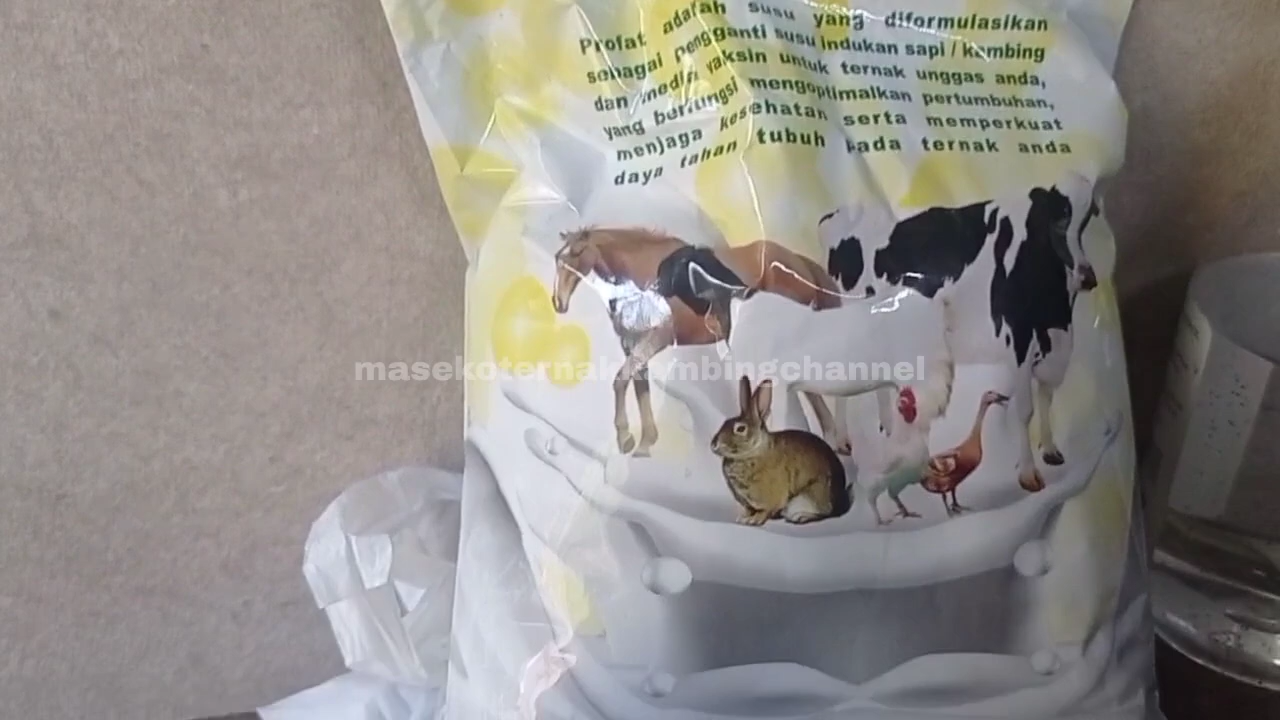 Profat adalah susu yang diformulasikan
sebagai pengganti susu indukan sapi / kambing
dan media vaksin untuk ternak unggas anda,
yang berfungsi mengoptimalkan pertumbuhan,
menjaga kesehatan serta memperkuat
daya tahan tubuh pada ternak anda
masekoternakkambingchannel